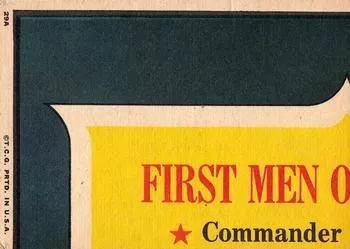 29A
©T.C.G. PRTD. IN U.S.A.
FIRST MEN O
★ Commander